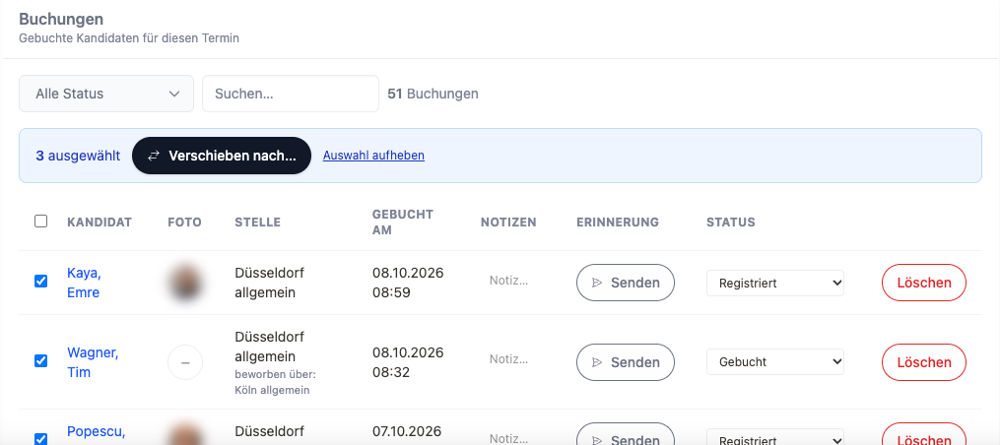 Buchungen
Gebuchte Kandidaten für diesen Termin
Alle Status Suchen... 51 Buchungen
3 ausgewählt Verschieben nach... Auswahl aufheben
KANDIDAT FOTO STELLE GEBUCHT AM NOTIZEN ERINNERUNG STATUS
Kaya, Emre Düsseldorf allgemein 08.10.2026 08:59 Notiz... Senden Registriert Löschen
Wagner, Tim – Düsseldorf allgemein beworben über: Köln allgemein 08.10.2026 08:32 Notiz... Senden Gebucht Löschen
Popescu, Düsseldorf 07.10.2026 Notiz... Senden Registriert Löschen